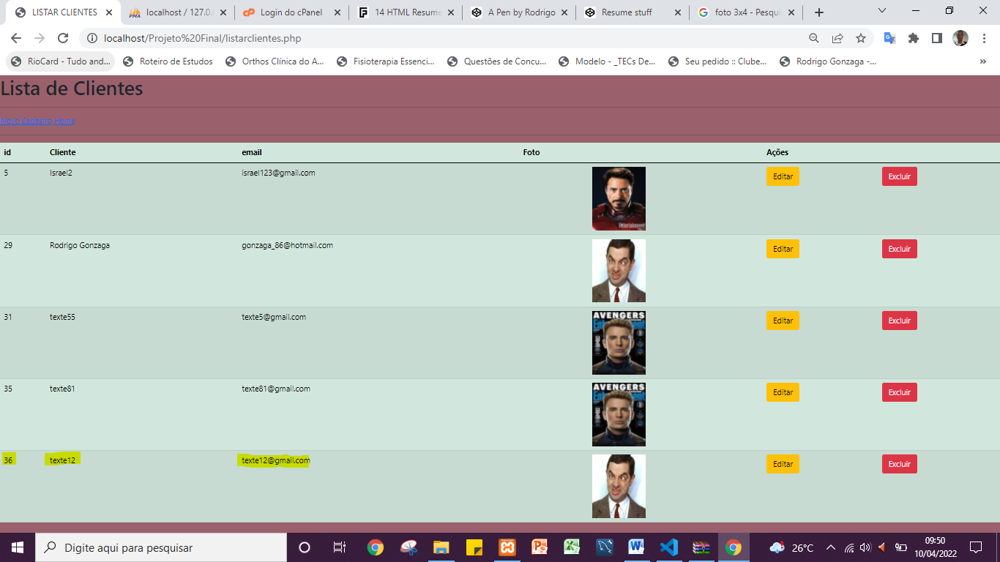 LISTAR CLIENTES
localhost / 127.0.
Login do cPanel
14 HTML Resume
A Pen by Rodrigo
Resume stuff
foto 3x4 - Pesqui
localhost/Projeto%20Final/listarclientes.php
RioCard - Tudo and...
Roteiro de Estudos
Orthos Clínica do A...
Fisioterapia Essenci...
Questões de Concu...
Modelo - _TECs De...
Seu pedido :: Clube...
Rodrigo Gonzaga -...
»
Lista de Clientes
Novo Cadastro Home
id Cliente email Foto Ações
5 Israel2 israel123@gmail.com Editar Excluir
29 Rodrigo Gonzaga gonzaga_86@hotmail.com Editar Excluir
31 texte55 texte5@gmail.com AVENGERS Editar Excluir
35 texte81 texte81@gmail.com AVENGERS Editar Excluir
36 texte12 texte12@gmail.com Editar Excluir
Digite aqui para pesquisar
26°C
09:50
10/04/2022